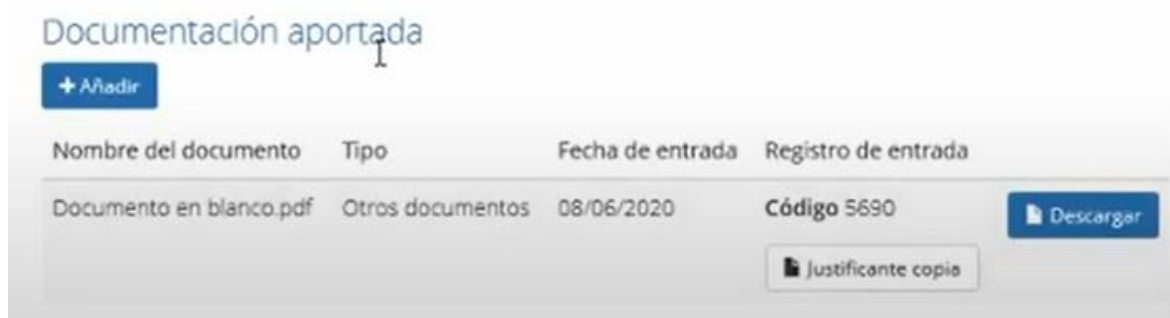 Documentación aportada
+ Añadir
Nombre del documento Tipo Fecha de entrada Registro de entrada
Documento en blanco.pdf Otros documentos 08/06/2020 Código 5690 Descargar
Justificante copia